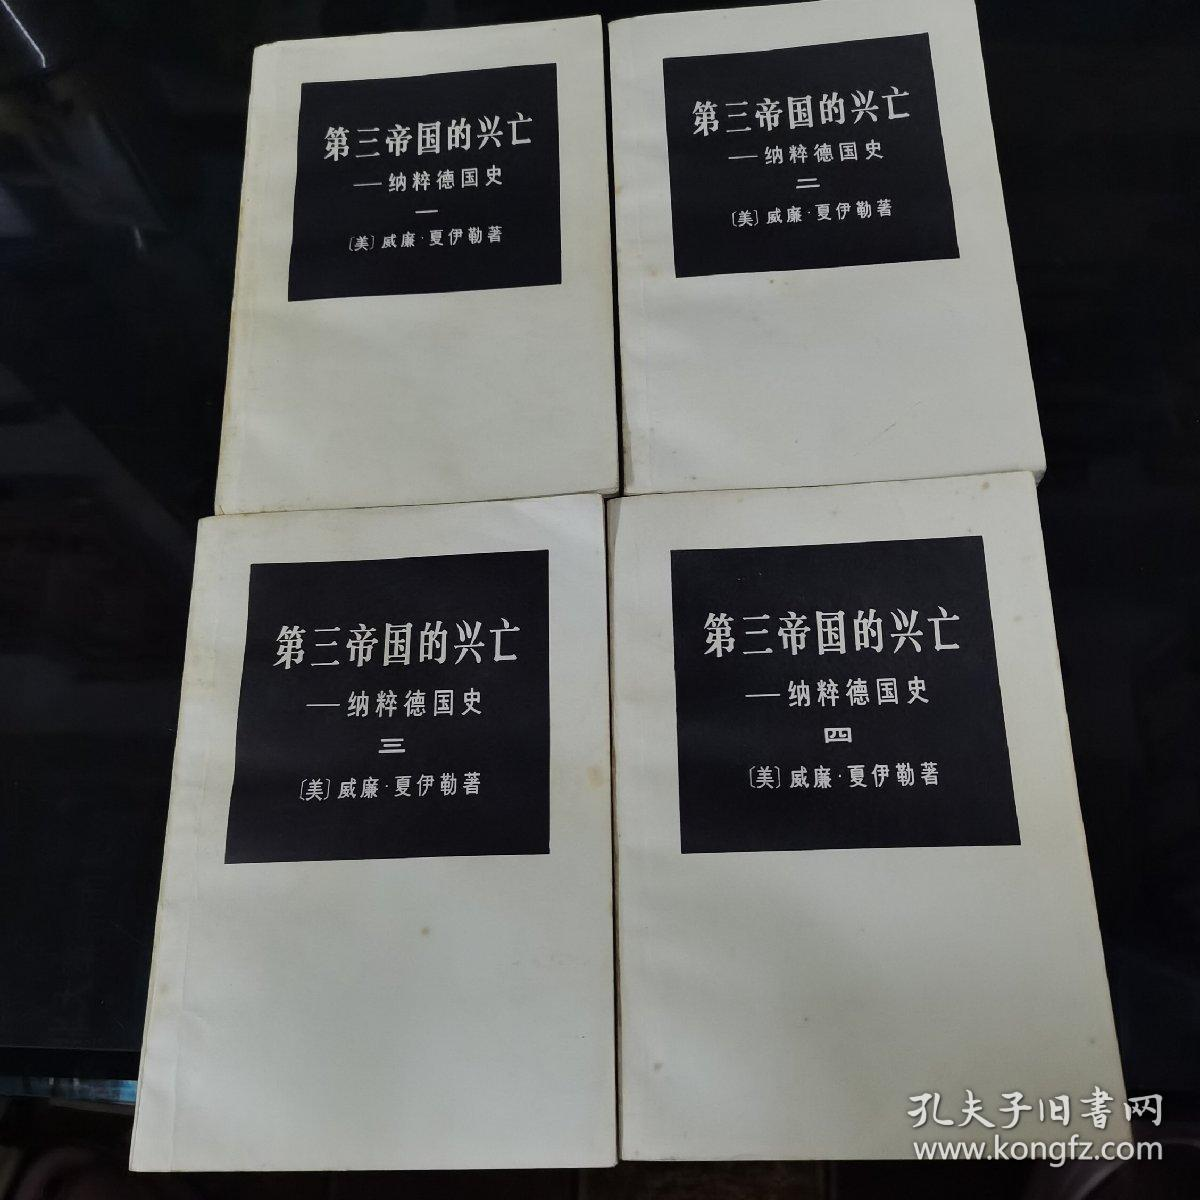 第三帝国的兴亡
——纳粹德国史
一
〔美〕威廉·夏伊勒著
第三帝国的兴亡
——纳粹德国史
二
〔美〕威廉·夏伊勒著
第三帝国的兴亡
——纳粹德国史
三
〔美〕威廉·夏伊勒著
第三帝国的兴亡
——纳粹德国史
四
〔美〕威廉·夏伊勒著
孔夫子旧書网
www.kongfz.com